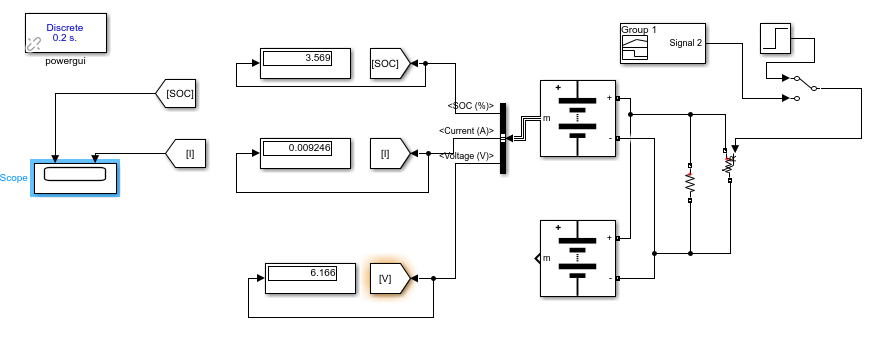 Discrete
0.2 s.
powergui
[SOC]
[I]
Scope
3.569
[SOC]
0.009246
[I]
6.166
[V]
<SOC (%)>
<Current (A)>
<Voltage (V)>
m
+
+
-
m
+
+
-
Group 1
Signal 2